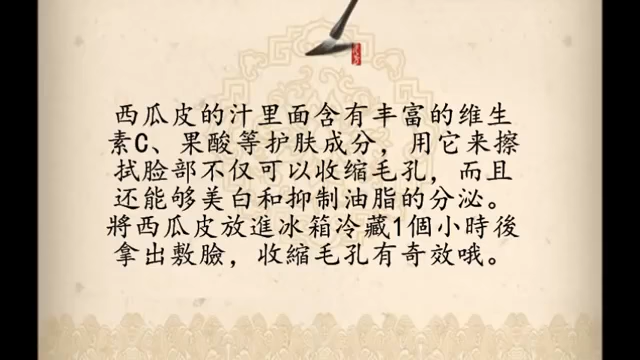 西瓜皮的汁里面含有丰富的维生
素C、果酸等护肤成分，用它来擦
拭脸部不仅可以收缩毛孔，而且
还能够美白和抑制油脂的分泌。
將西瓜皮放進冰箱冷藏1個小時後
拿出敷臉，收縮毛孔有奇效哦。